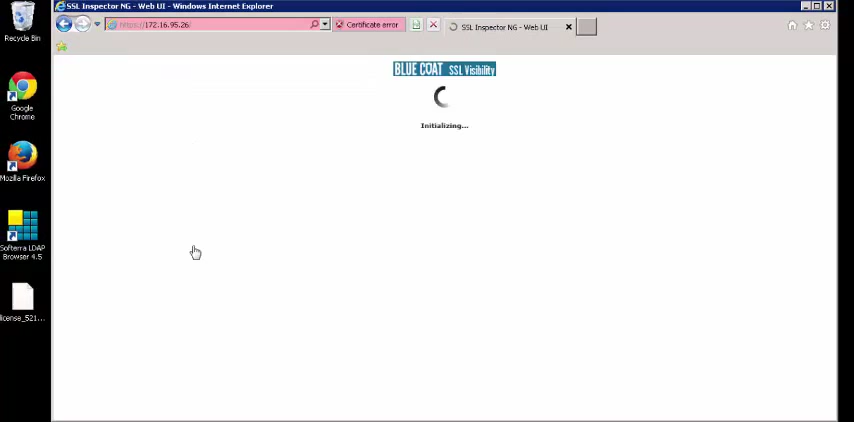 SSL Inspector NG - Web UI - Windows Internet Explorer
https://172.16.95.26/
Certificate error
SSL Inspector NG - Web UI
BLUE COAT SSL Visibility
Initializing...
Recycle Bin
Google
Chrome
Mozilla Firefox
Softerra LDAP
Browser 4.5
license_521...